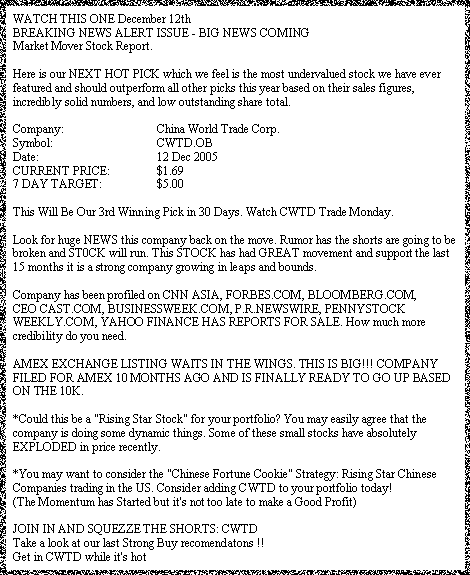 WATCH THIS ONE December 12th
BREAKING NEWS ALERT ISSUE - BIG NEWS COMING
Market Mover Stock Report.
Here is our NEXT HOT PICK which we feel is the most undervalued stock we have ever
featured and should outperform all other picks this year based on their sales figures,
incredibly solid numbers, and low outstanding share total.
Company: China World Trade Corp.
Symbol: CWTD.OB
Date: 12 Dec 2005
CURRENT PRICE: $1.69
7 DAY TARGET: $5.00
This Will Be Our 3rd Winning Pick in 30 Days. Watch CWTD Trade Monday.
Look for huge NEWS this company back on the move. Rumor has the shorts are going to be
broken and ST0CK will run. This STOCK has had GREAT movement and support the last
15 months it is a strong company growing in leaps and bounds.
Company has been profiled on CNN ASIA, FORBES.COM, BLOOMBERG.COM,
CEO CAST.COM, BUSINESSWEEK.COM, P.R.NEWSWIRE, PENNYSTOCK
WEEKLY.COM, YAHOO FINANCE HAS REPORTS FOR SALE. How much more
credibility do you need.
AMEX EXCHANGE LISTING WAITS IN THE WINGS. THIS IS BIG!!! COMPANY
FILED FOR AMEX 10 MONTHS AGO AND IS FINALLY READY TO GO UP BASED
ON THE 10K.
*Could this be a "Rising Star Stock" for your portfolio? You may easily agree that the
company is doing some dynamic things. Some of these small stocks have absolutely
EXPLODED in price recently.
*You may want to consider the "Chinese Fortune Cookie" Strategy: Rising Star Chinese
Companies trading in the US. Consider adding CWTD to your portfolio today!
(The Momentum has Started but it's not too late to make a Good Profit)
JOIN IN AND SQUEZZE THE SHORTS: CWTD
Take a look at our last Strong Buy recomendatons !!
Get in CWTD while it's hot